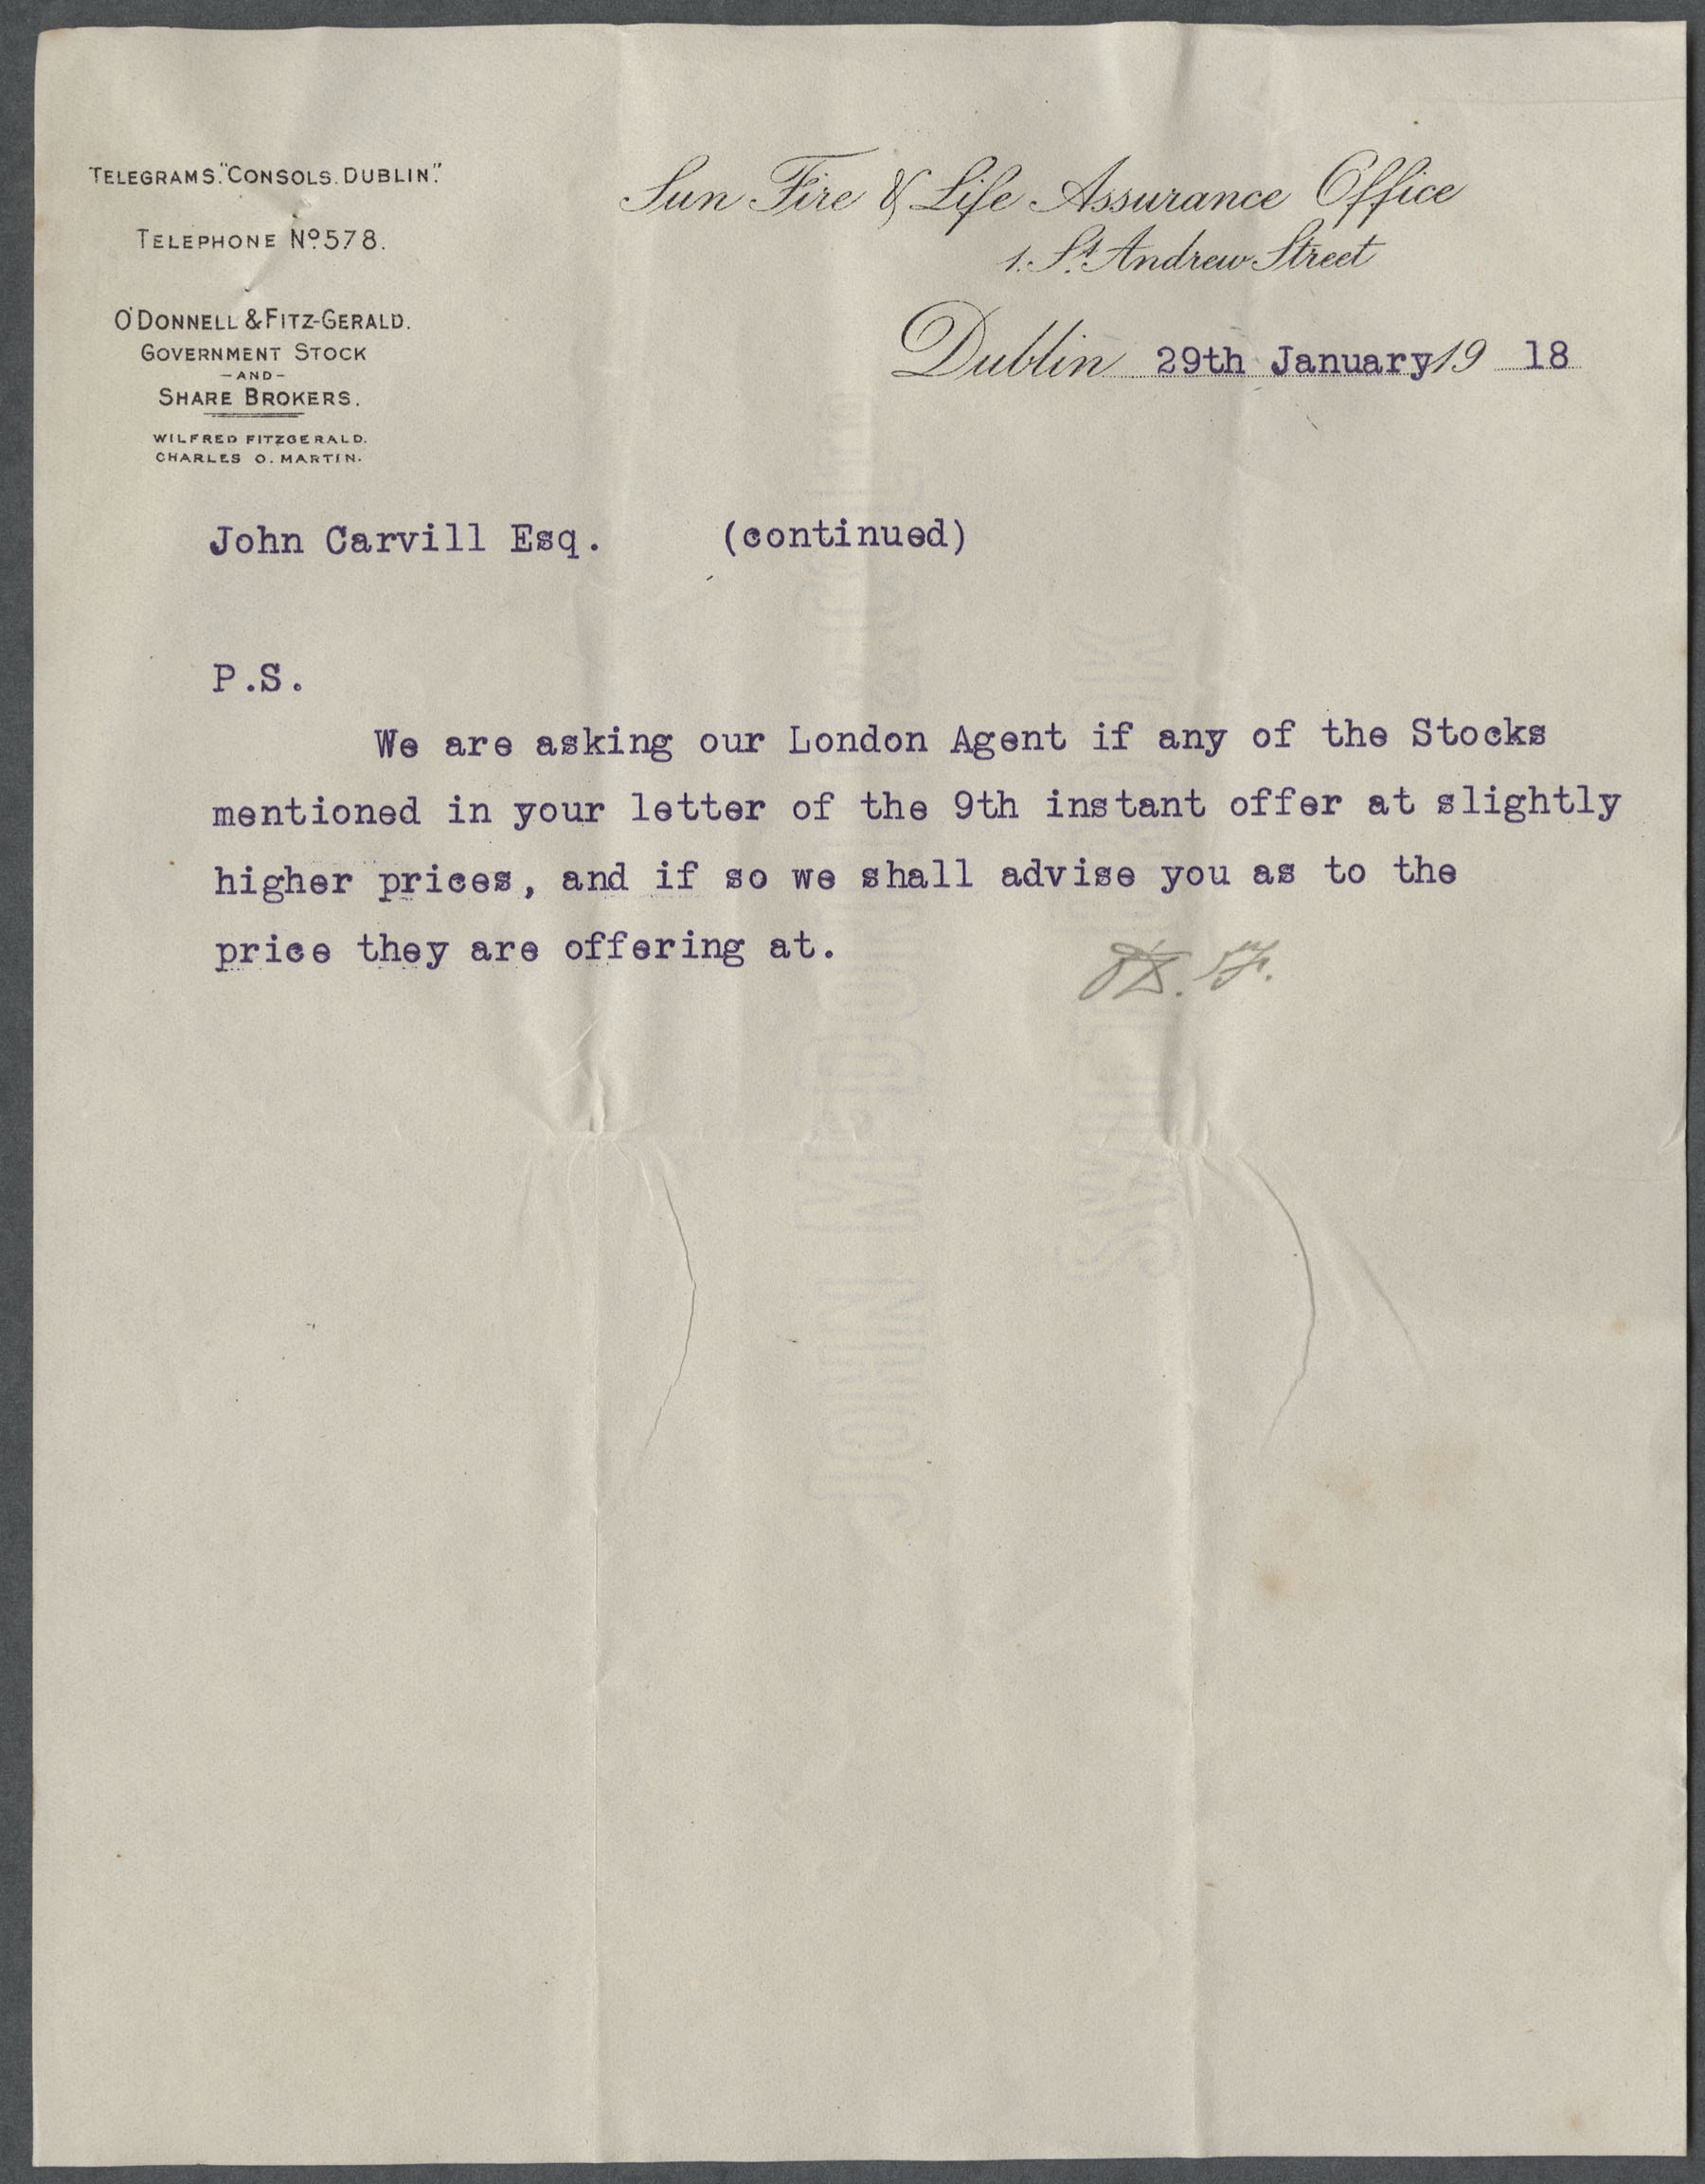 TELEGRAMS. "CONSOLS. DUBLIN."
TELEPHONE Nº 578.
O'DONNELL & FITZ-GERALD.
GOVERNMENT STOCK
- AND -
SHARE BROKERS.
WILFRED FITZGERALD.
CHARLES O. MARTIN.
Sun Fire & Life Assurance Office
1. St. Andrew Street
Dublin 29th January 19 18
John Carvill Esq. (continued)
P.S.
We are asking our London Agent if any of the Stocks
mentioned in your letter of the 9th instant offer at slightly
higher prices, and if so we shall advise you as to the
price they are offering at.